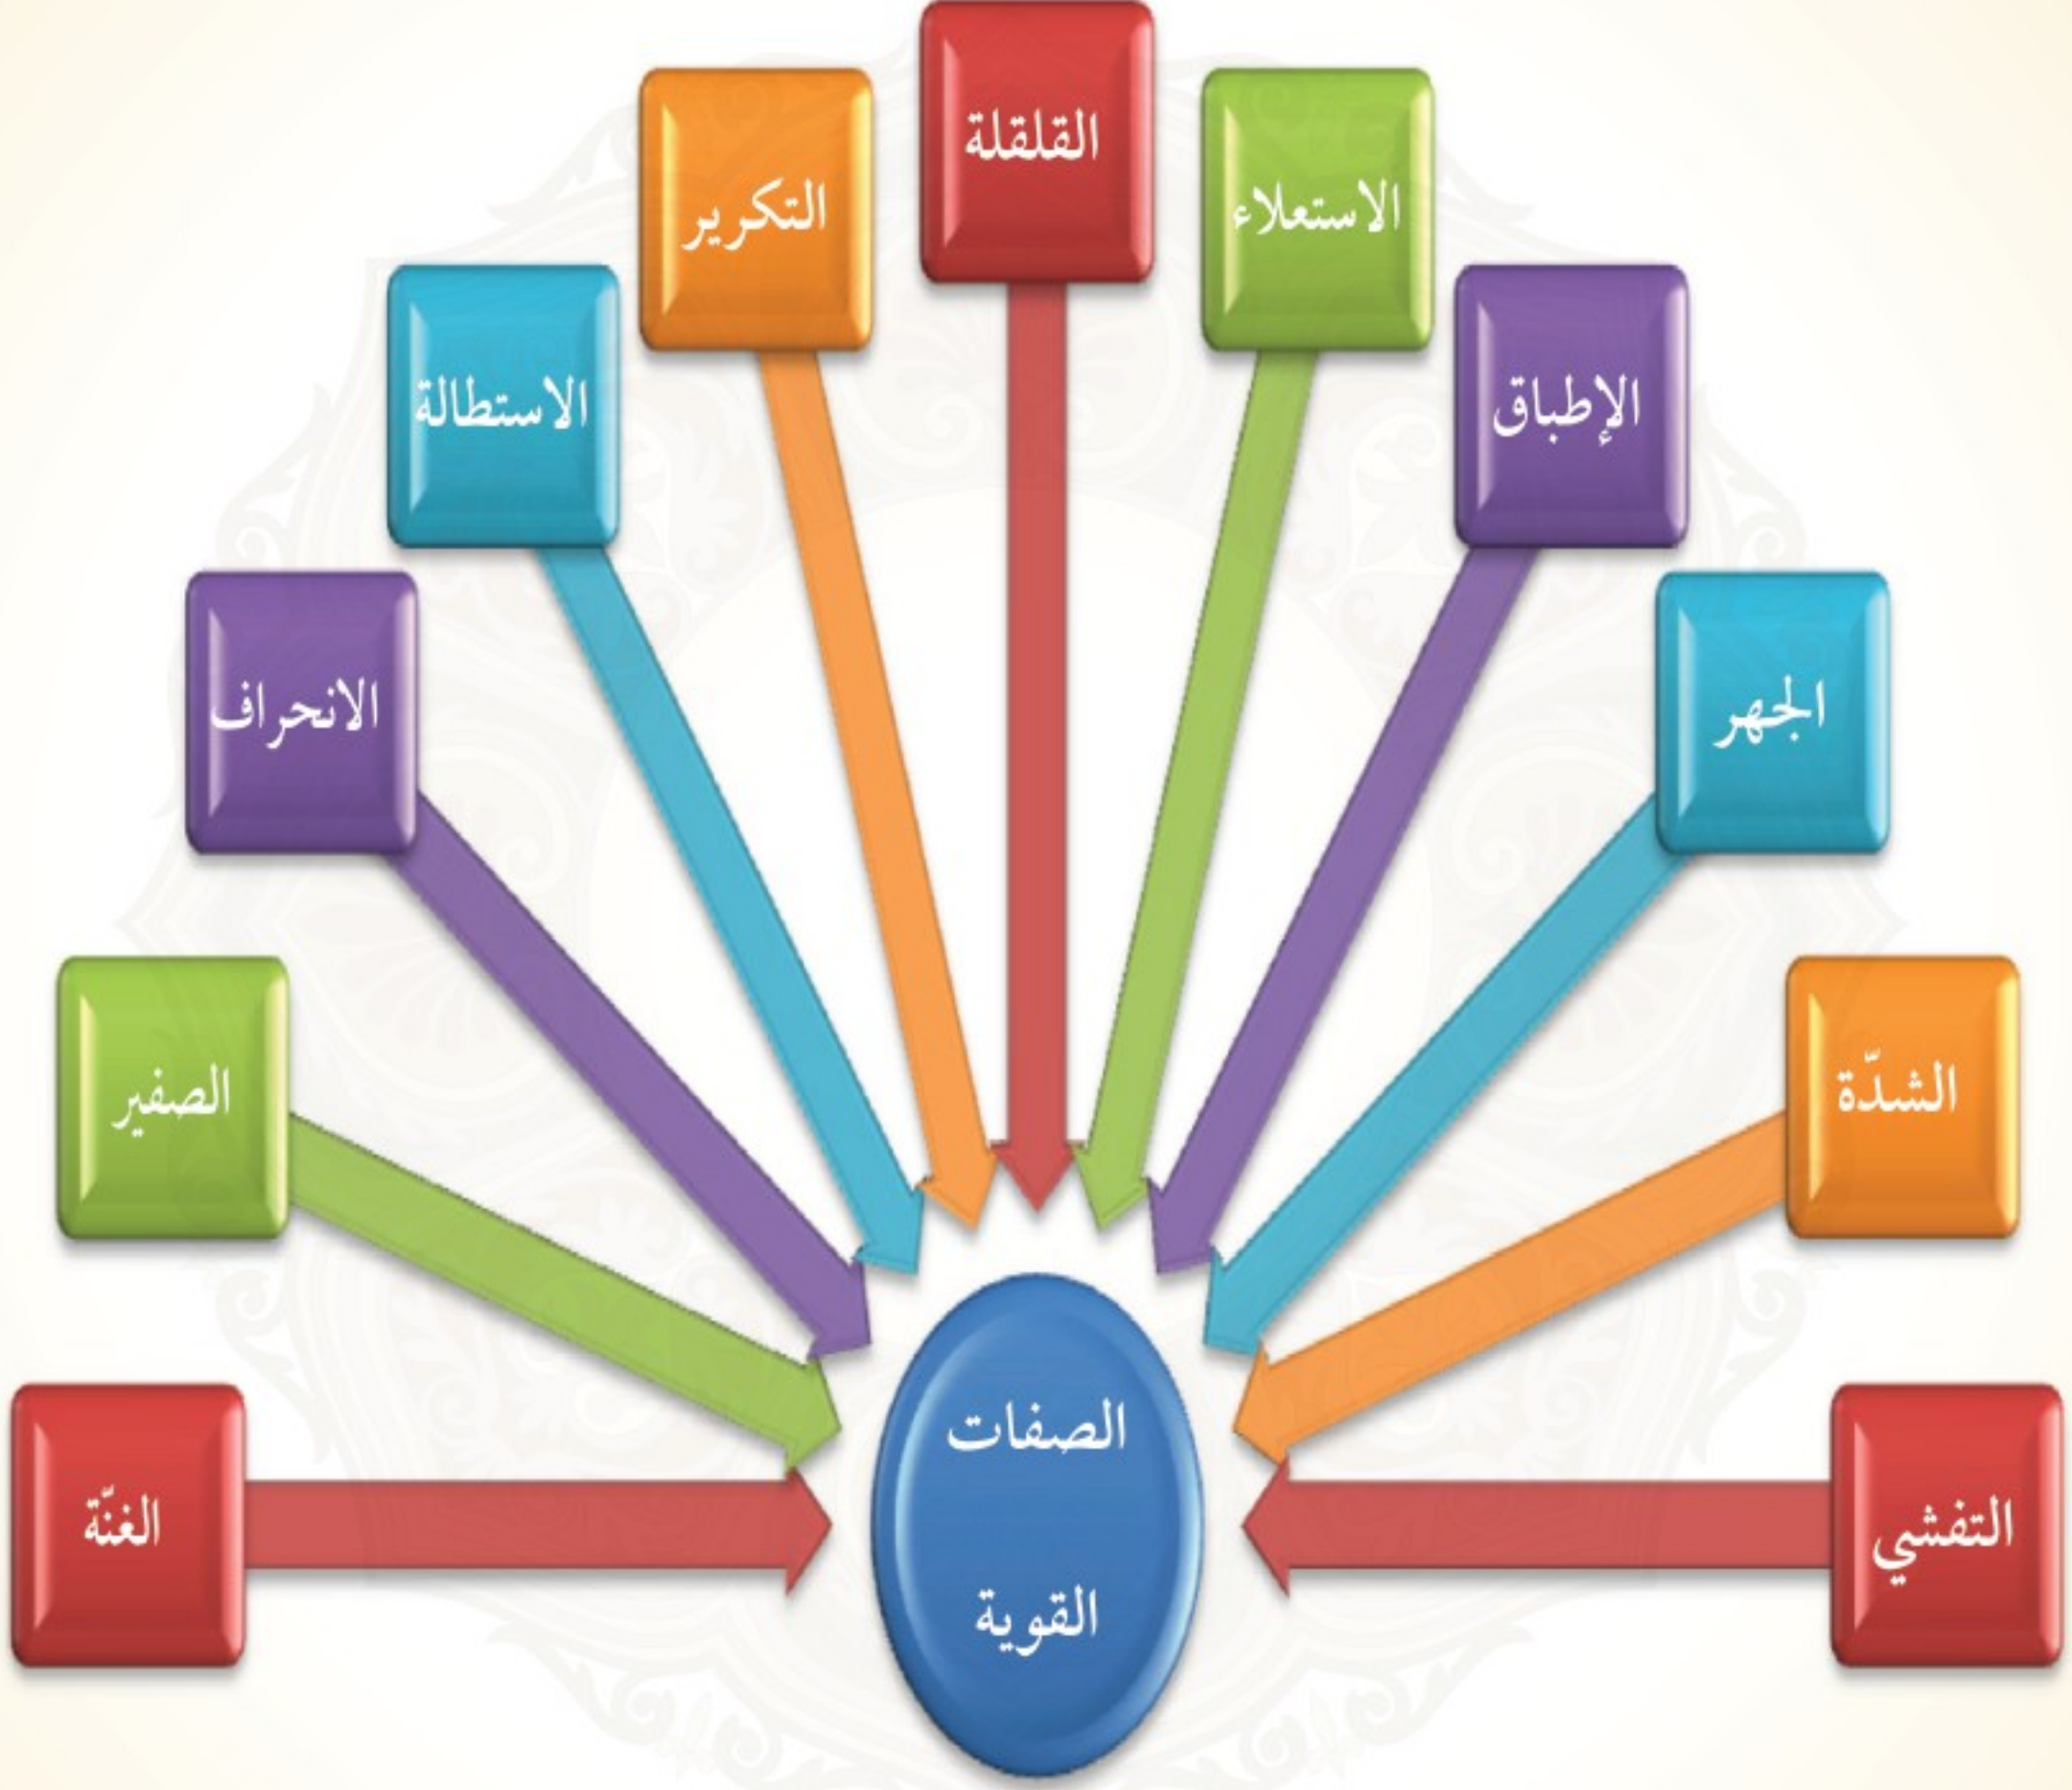 القلقلة
الاستعلاء
التكرير
الإطباق
الاستطالة
الجهر
الانحراف
الشدّة
الصفير
التفشي
الغنّة
الصفات
القوية